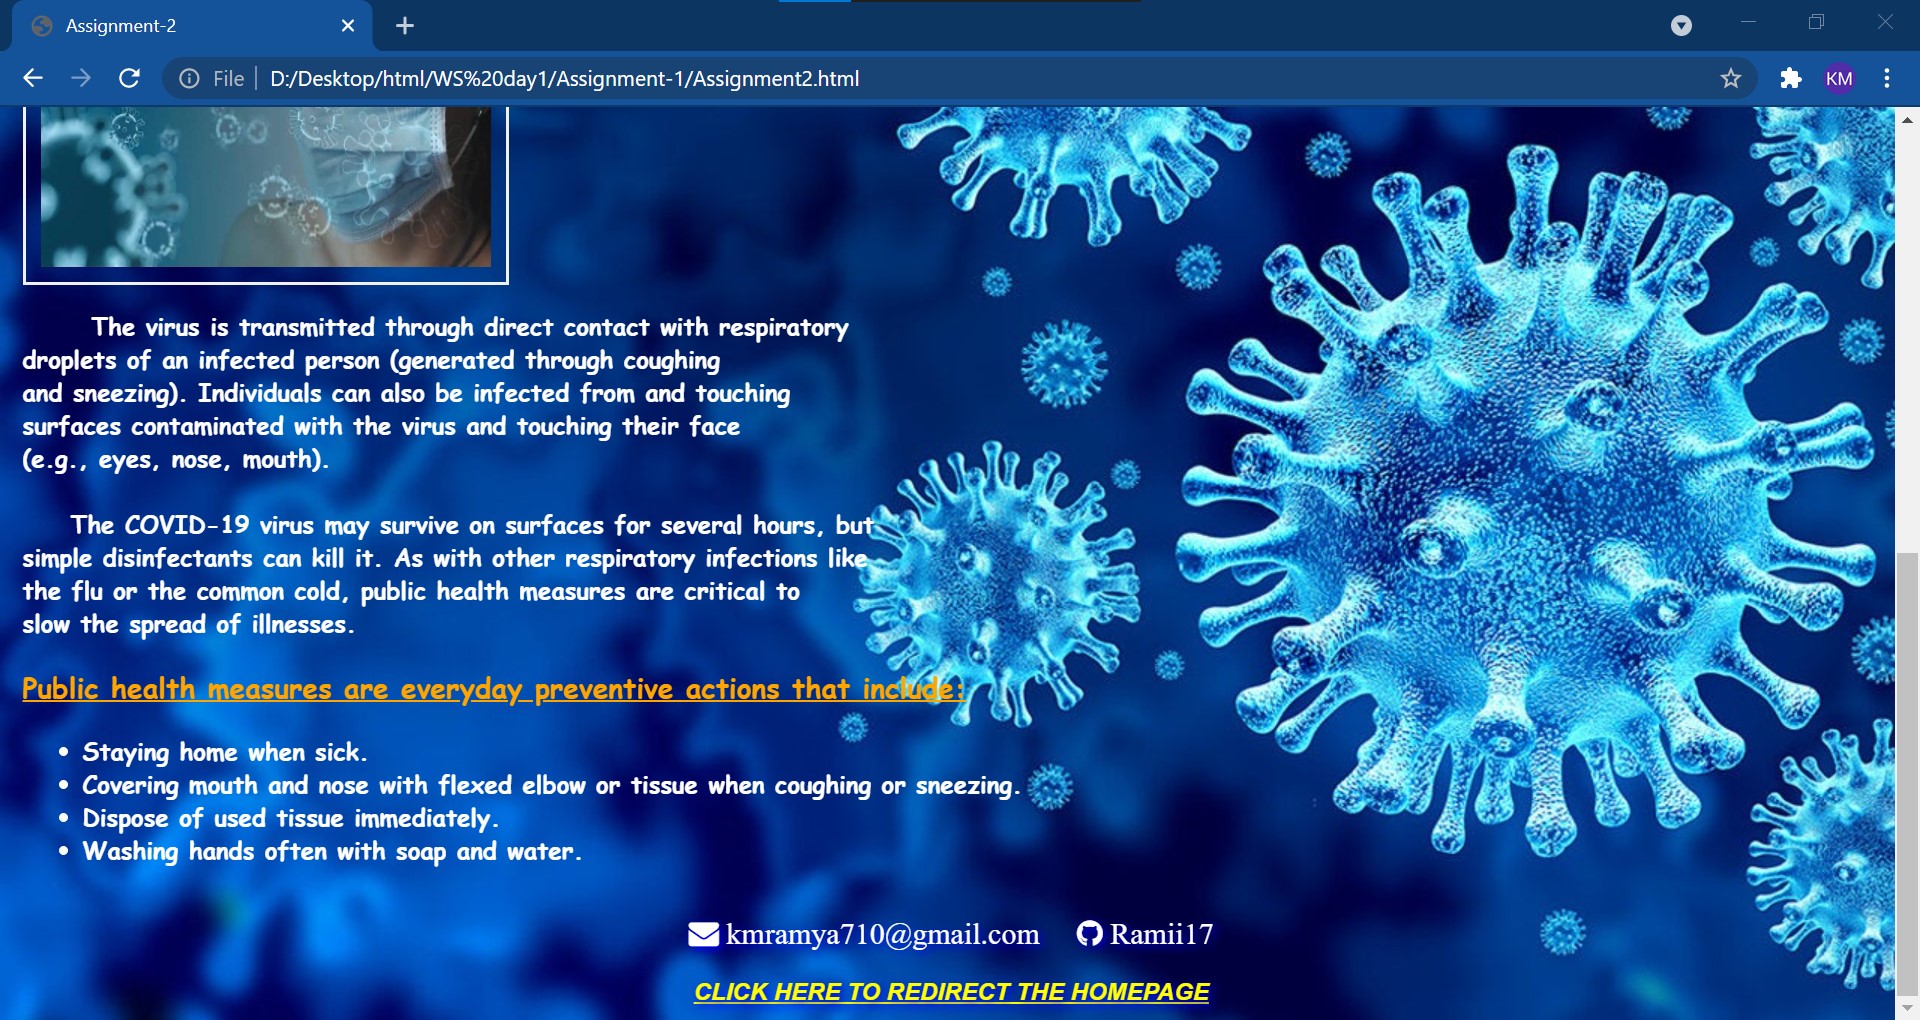 Assignment-2
File
D:/Desktop/html/WS%20day1/Assignment-1/Assignment2.html
KM
The virus is transmitted through direct contact with respiratory
droplets of an infected person (generated through coughing
and sneezing). Individuals can also be infected from and touching
surfaces contaminated with the virus and touching their face
(e.g., eyes, nose, mouth).
The COVID-19 virus may survive on surfaces for several hours, but
simple disinfectants can kill it. As with other respiratory infections like
the flu or the common cold, public health measures are critical to
slow the spread of illnesses.
Public health measures are everyday preventive actions that include:
• Staying home when sick.
• Covering mouth and nose with flexed elbow or tissue when coughing or sneezing.
• Dispose of used tissue immediately.
• Washing hands often with soap and water.
kmramya710@gmail.com Ramii17
CLICK HERE TO REDIRECT THE HOMEPAGE